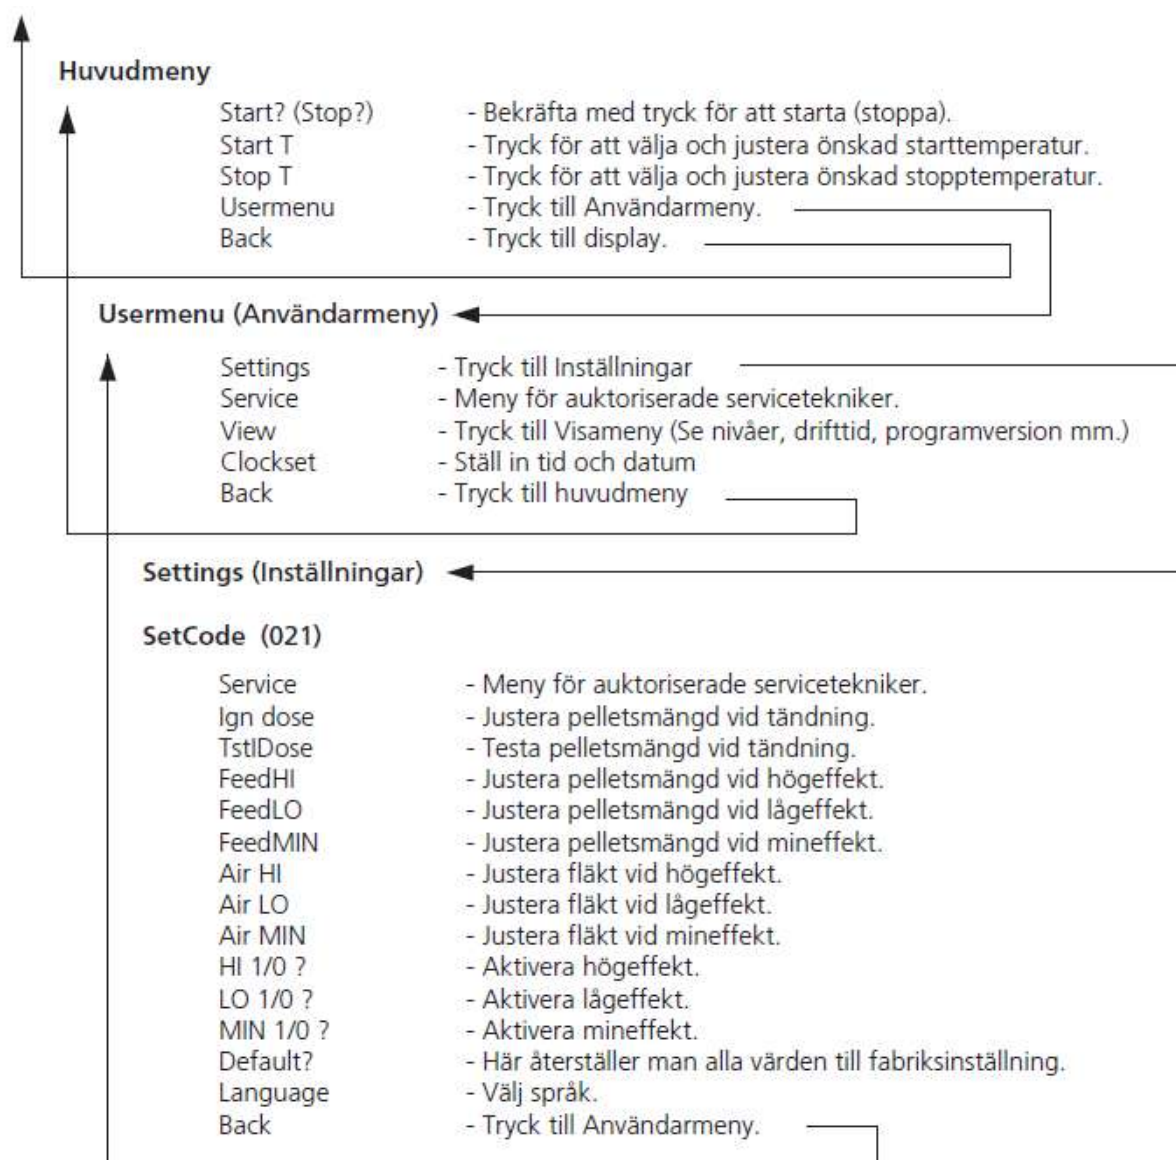 Huvudmeny
Start? (Stop?) - Bekräfta med tryck för att starta (stoppa).
Start T - Tryck för att välja och justera önskad starttemperatur.
Stop T - Tryck för att välja och justera önskad stopptemperatur.
Usermenu - Tryck till Användarmeny.
Back - Tryck till display.
Usermenu (Användarmeny)
Settings - Tryck till Inställningar
Service - Meny för auktoriserade servicetekniker.
View - Tryck till Visameny (Se nivåer, drifttid, programversion mm.)
Clockset - Ställ in tid och datum
Back - Tryck till huvudmeny
Settings (Inställningar)
SetCode (021)
Service - Meny för auktoriserade servicetekniker.
Ign dose - Justera pelletsmängd vid tändning.
TstIDose - Testa pelletsmängd vid tändning.
FeedHI - Justera pelletsmängd vid högeffekt.
FeedLO - Justera pelletsmängd vid lågeffekt.
FeedMIN - Justera pelletsmängd vid mineffekt.
Air HI - Justera fläkt vid högeffekt.
Air LO - Justera fläkt vid lågeffekt.
Air MIN - Justera fläkt vid mineffekt.
HI 1/0 ? - Aktivera högeffekt.
LO 1/0 ? - Aktivera lågeffekt.
MIN 1/0 ? - Aktivera mineffekt.
Default? - Här återställer man alla värden till fabriksinställning.
Language - Välj språk.
Back - Tryck till Användarmeny.